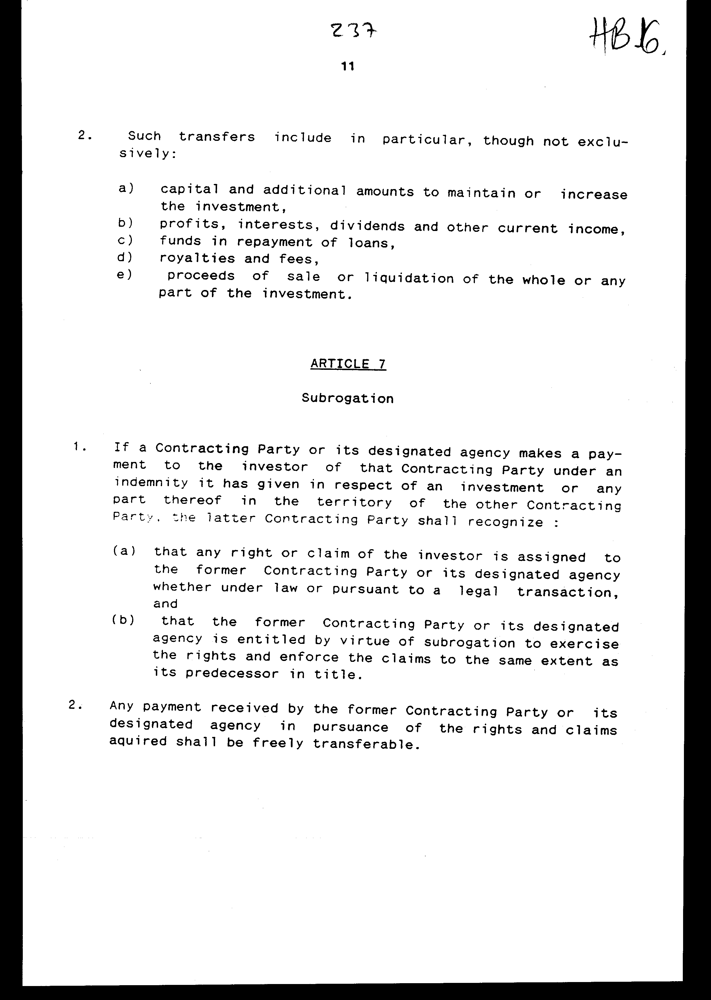 237
11
2. Such transfers include in particular, though not exclu-
sively:
a) capital and additional amounts to maintain or increase
the investment,
b) profits, interests, dividends and other current income,
c) funds in repayment of loans,
d) royalties and fees,
e) proceeds of sale or liquidation of the whole or any
part of the investment.
ARTICLE 7
Subrogation
1. If a Contracting Party or its designated agency makes a pay-
ment to the investor of that Contracting Party under an
indemnity it has given in respect of an investment or any
part thereof in the territory of the other Contracting
Party, the latter Contracting Party shall recognize :
(a) that any right or claim of the investor is assigned to
the former Contracting Party or its designated agency
whether under law or pursuant to a legal transaction,
and
(b) that the former Contracting Party or its designated
agency is entitled by virtue of subrogation to exercise
the rights and enforce the claims to the same extent as
its predecessor in title.
2. Any payment received by the former Contracting Party or its
designated agency in pursuance of the rights and claims
aquired shall be freely transferable.